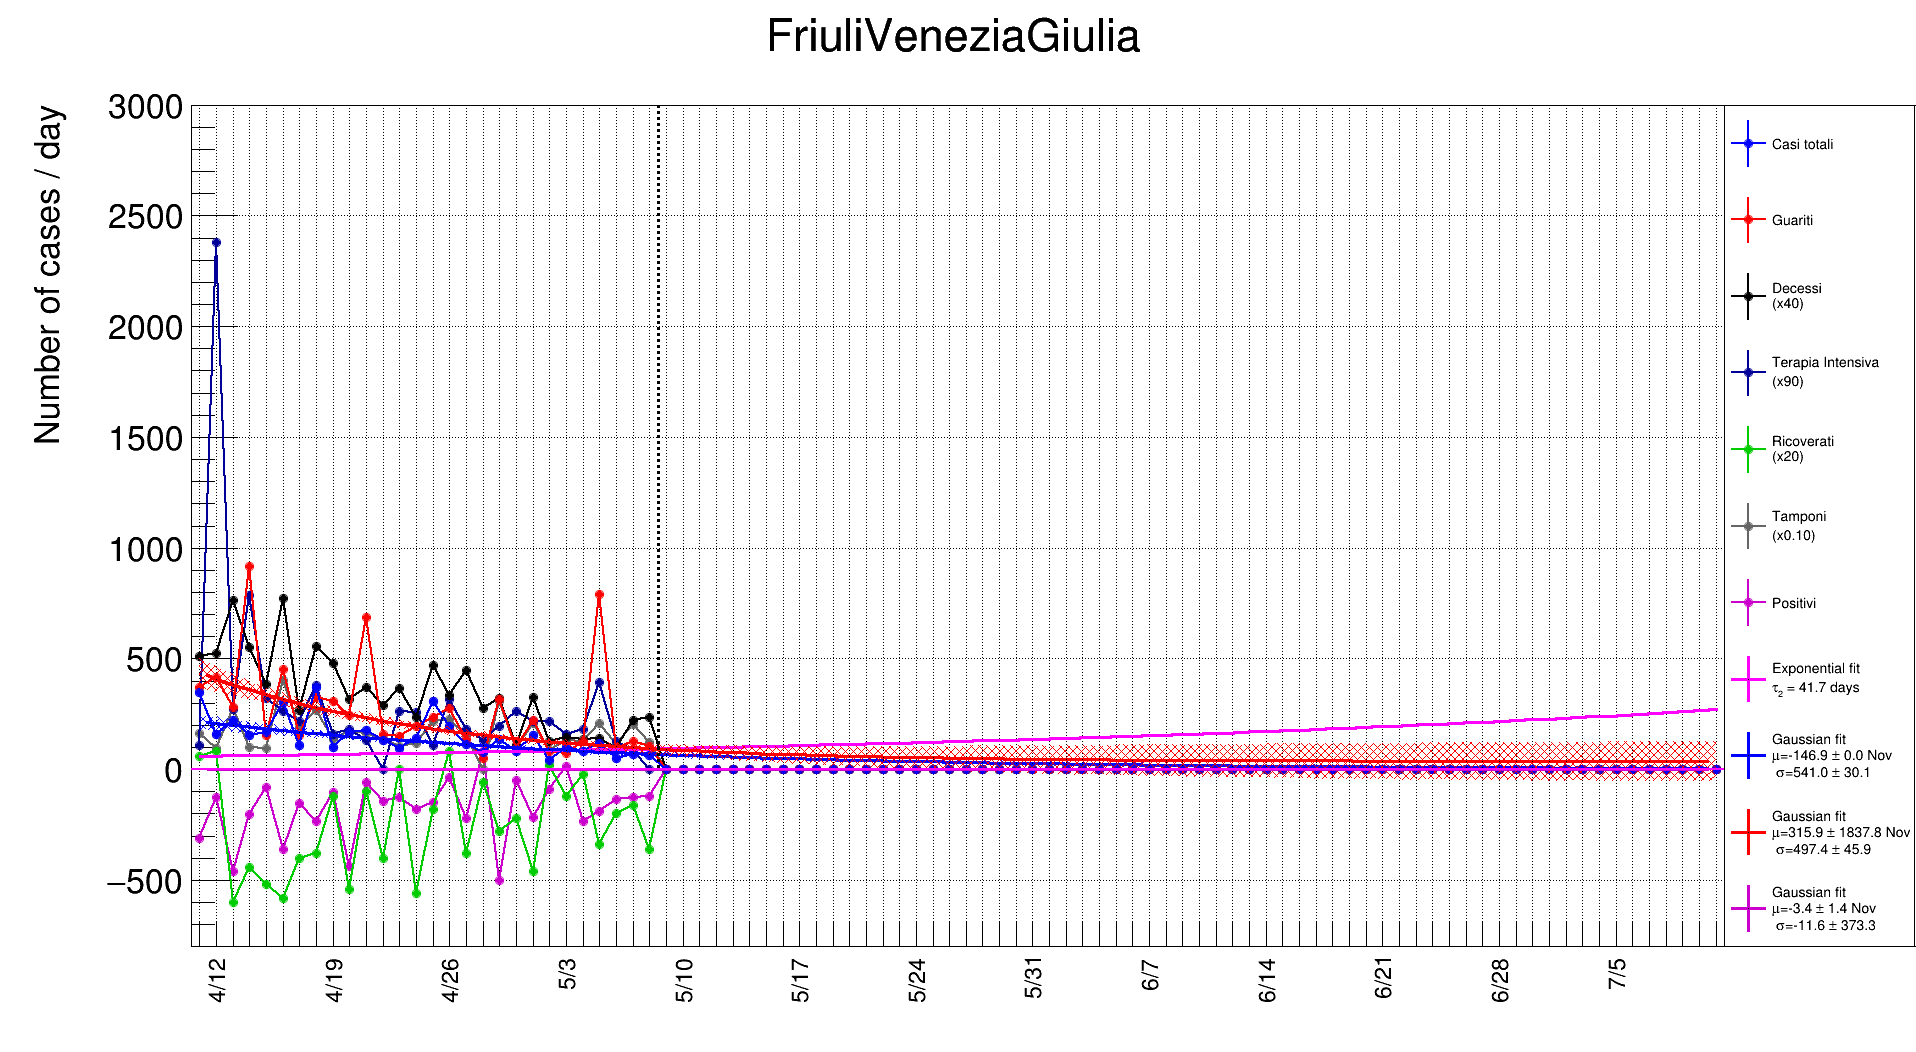 FriuliVeneziaGiulia
Number of cases / day
3000
2500
2000
1500
1000
500
0
−500
4/12
4/19
4/26
5/3
5/10
5/17
5/24
5/31
6/7
6/14
6/21
6/28
7/5
Casi totali
Guariti
Decessi
(x40)
Terapia Intensiva
(x90)
Ricoverati
(x20)
Tamponi
(x0.10)
Positivi
Exponential fit
τ₂ = 41.7 days
Gaussian fit
μ=-146.9 ± 0.0 Nov
σ=541.0 ± 30.1
Gaussian fit
μ=315.9 ± 1837.8 Nov
σ=497.4 ± 45.9
Gaussian fit
μ=-3.4 ± 1.4 Nov
σ=-11.6 ± 373.3